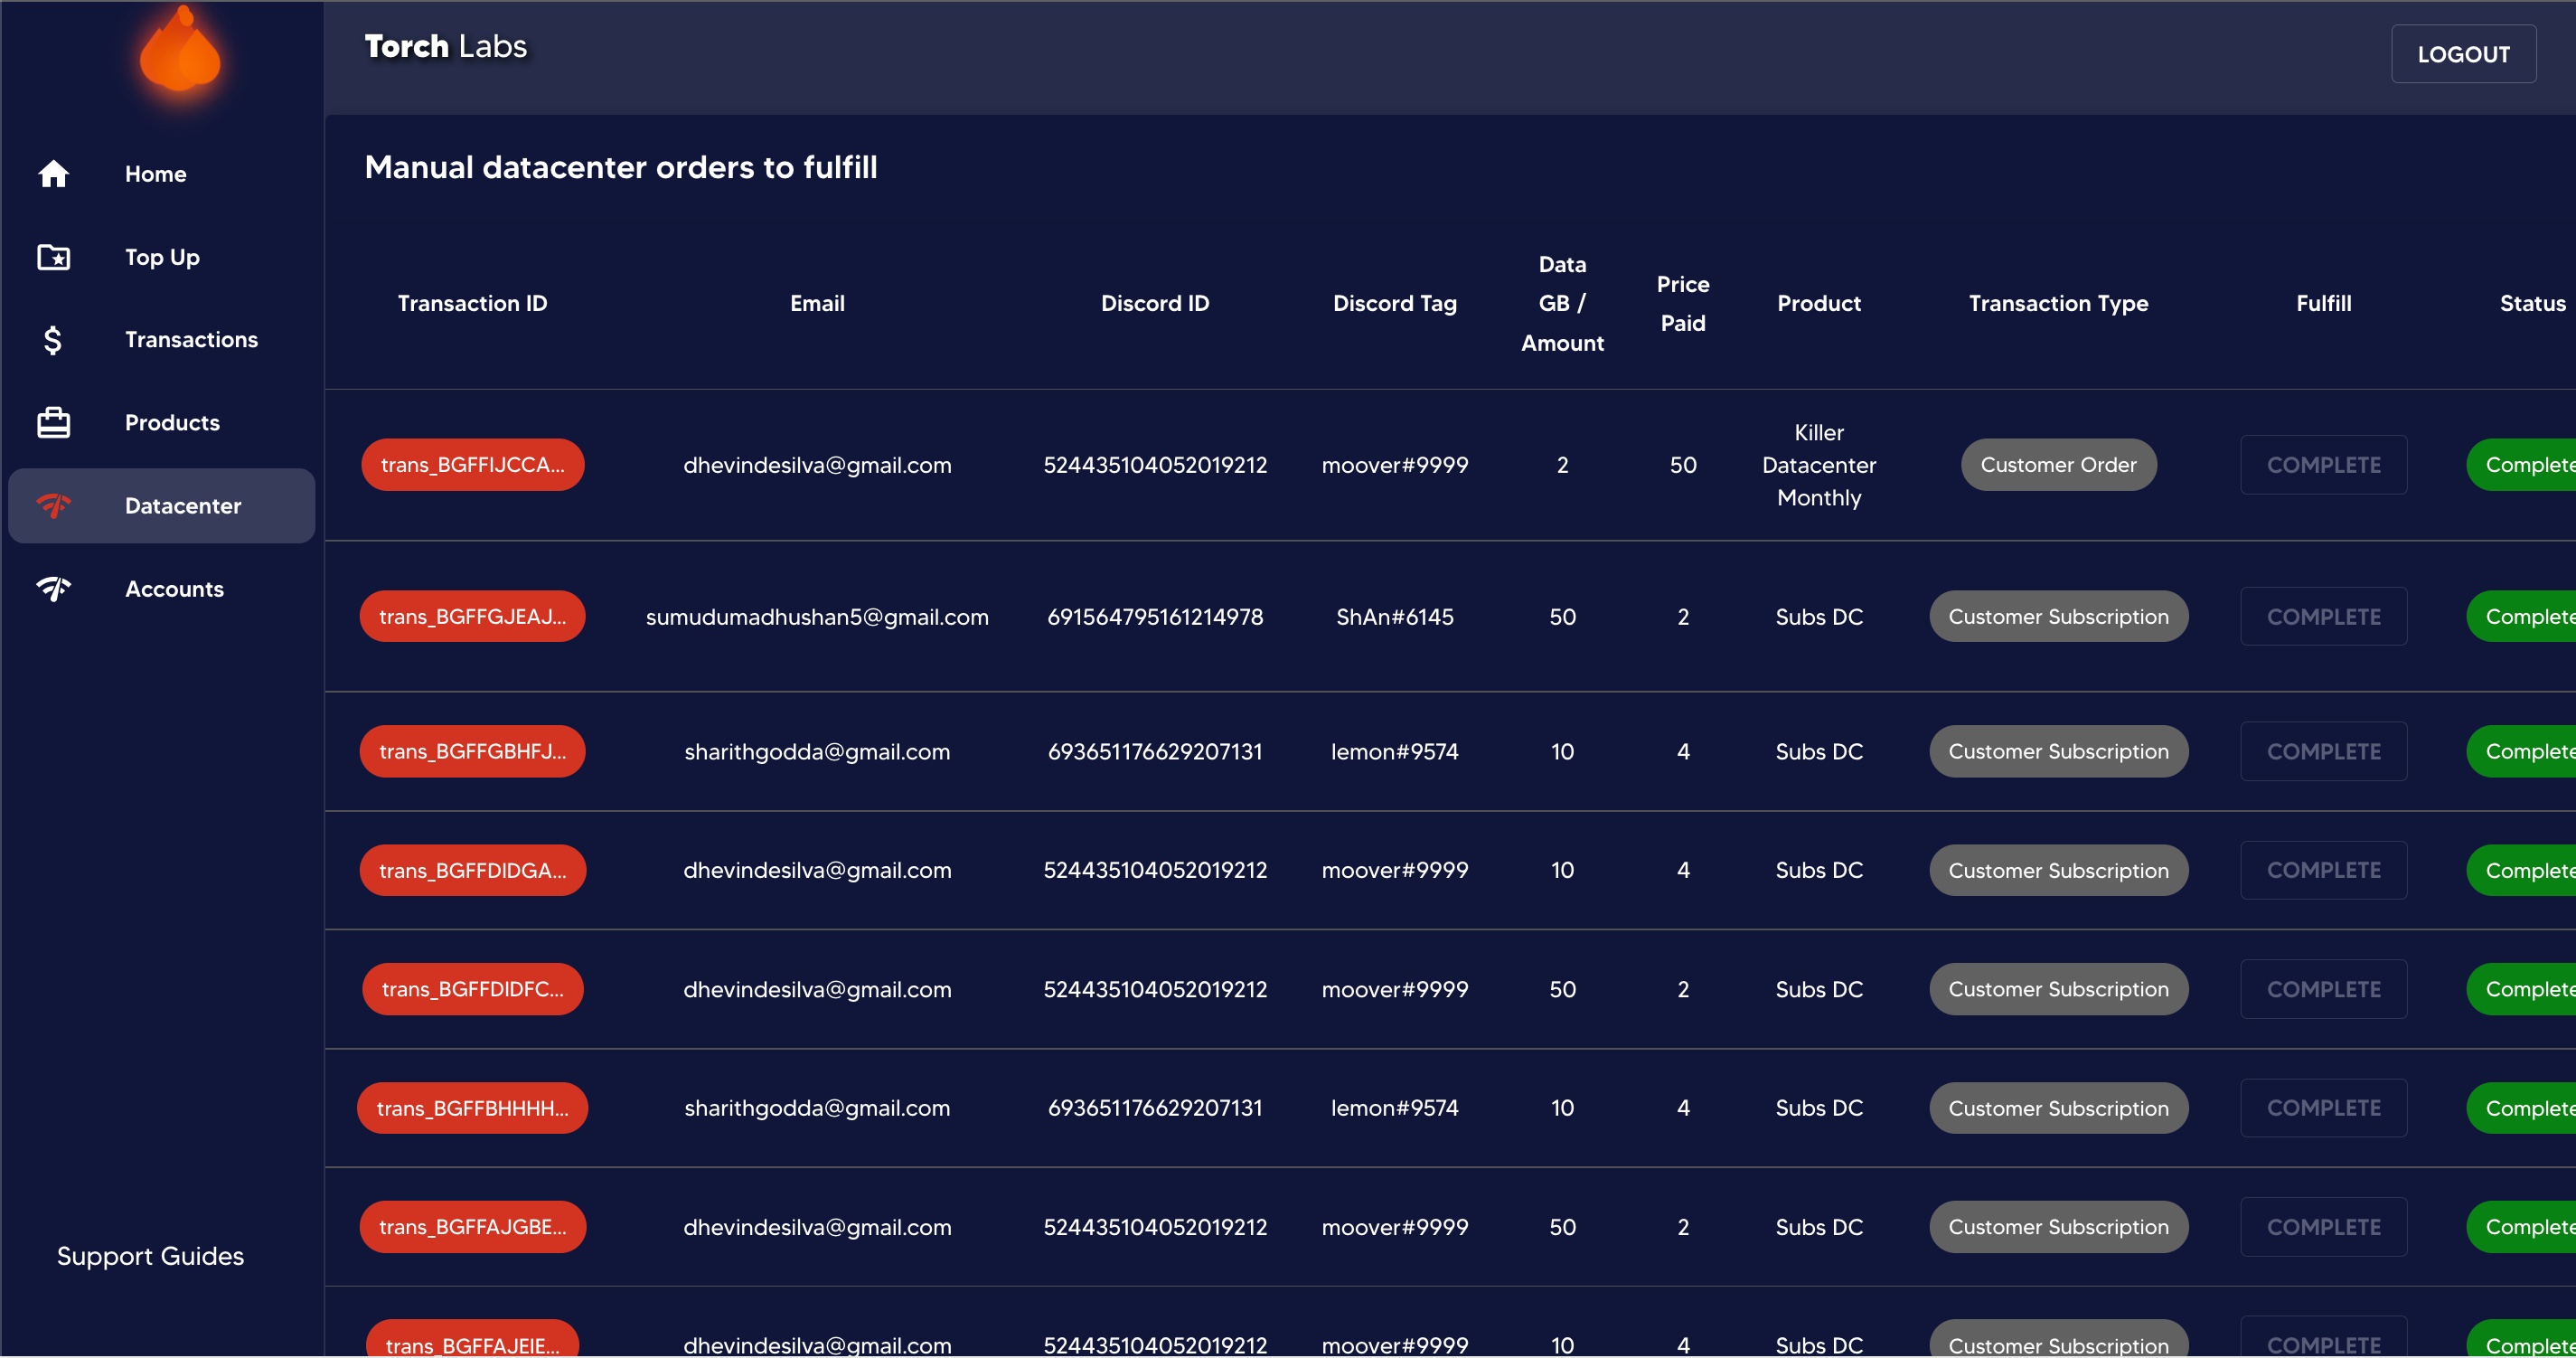 Torch Labs
LOGOUT
Home
Top Up
Transactions
Products
Datacenter
Accounts
Support Guides
Manual datacenter orders to fulfill
Transaction ID Email Discord ID Discord Tag Data GB / Amount Price Paid Product Transaction Type Fulfill Status
trans_BGFFIJCCA... dhevindesilva@gmail.com 524435104052019212 moover#9999 2 50 Killer Datacenter Monthly Customer Order COMPLETE Complete
trans_BGFFGJEAJ... sumudumadhushan5@gmail.com 691564795161214978 ShAn#6145 50 2 Subs DC Customer Subscription COMPLETE Complete
trans_BGFFGBHFJ... sharithgodda@gmail.com 693651176629207131 lemon#9574 10 4 Subs DC Customer Subscription COMPLETE Complete
trans_BGFFDIDGA... dhevindesilva@gmail.com 524435104052019212 moover#9999 10 4 Subs DC Customer Subscription COMPLETE Complete
trans_BGFFDIDFC... dhevindesilva@gmail.com 524435104052019212 moover#9999 50 2 Subs DC Customer Subscription COMPLETE Complete
trans_BGFFBHHHH... sharithgodda@gmail.com 693651176629207131 lemon#9574 10 4 Subs DC Customer Subscription COMPLETE Complete
trans_BGFFAJGBE... dhevindesilva@gmail.com 524435104052019212 moover#9999 50 2 Subs DC Customer Subscription COMPLETE Complete
trans_BGFFAJEIE... dhevindesilva@gmail.com 524435104052019212 moover#9999 10 4 Subs DC Customer Subscription COMPLETE Complete